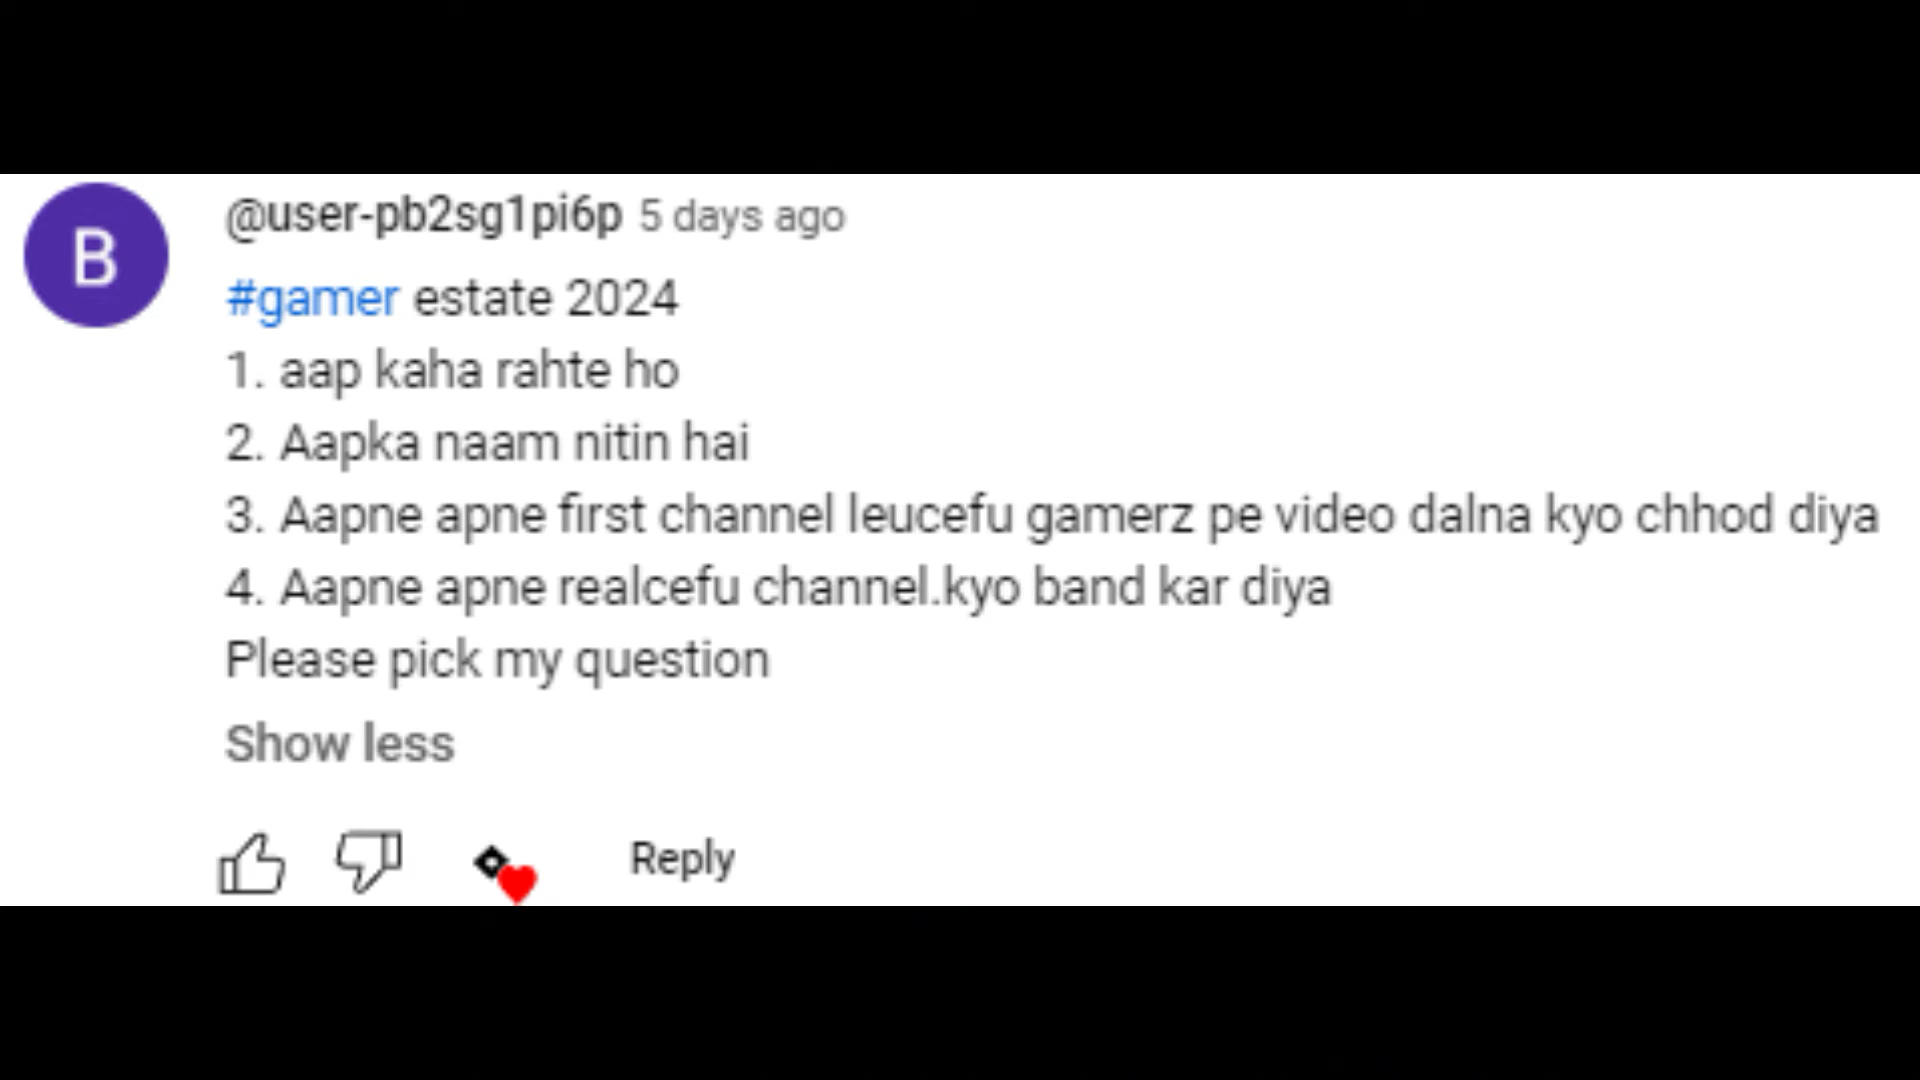 B
@user-pb2sg1pi6p 5 days ago
#gamer estate 2024
1. aap kaha rahte ho
2. Aapka naam nitin hai
3. Aapne apne first channel leucefu gamerz pe video dalna kyo chhod diya
4. Aapne apne realcefu channel.kyo band kar diya
Please pick my question
Show less
Reply